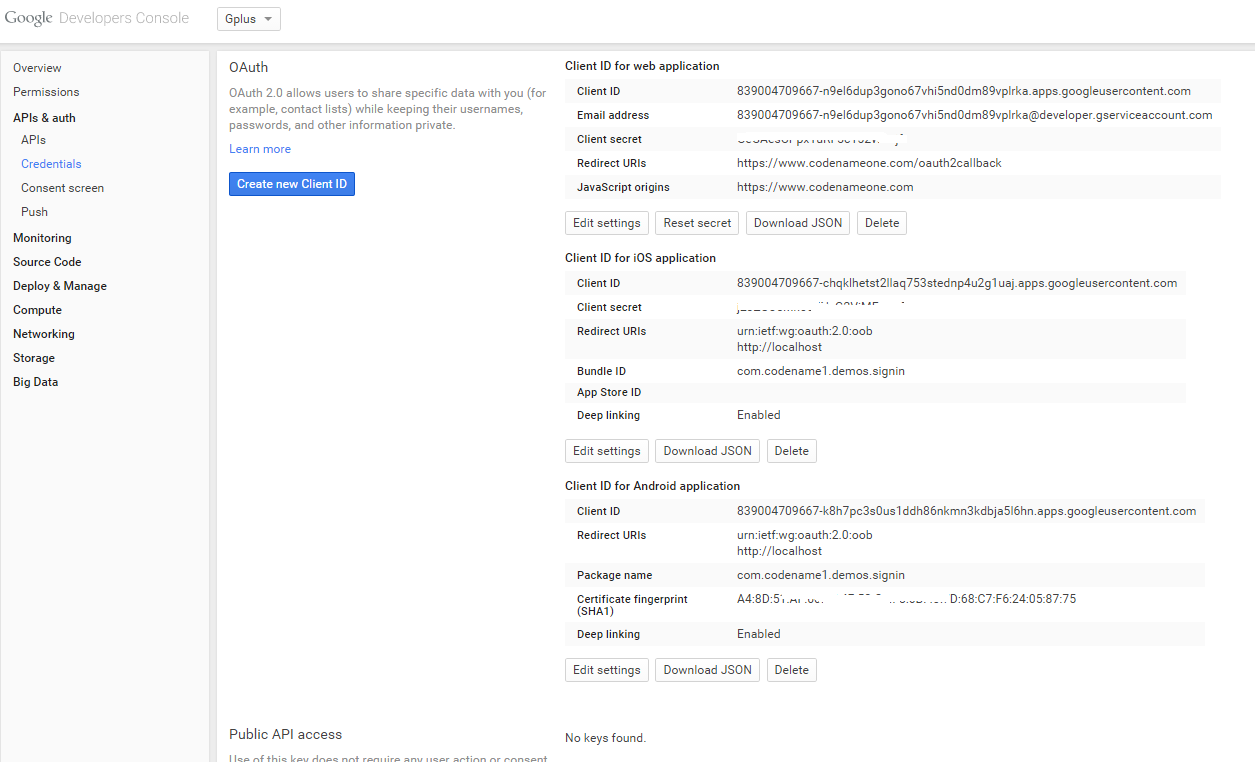 Google Developers Console Gplus
Overview
Permissions
APIs & auth
APIs
Credentials
Consent screen
Push
Monitoring
Source Code
Deploy & Manage
Compute
Networking
Storage
Big Data
OAuth
OAuth 2.0 allows users to share specific data with you (for
example, contact lists) while keeping their usernames,
passwords, and other information private.
Learn more
Create new Client ID
Client ID for web application
Client ID 839004709667-n9el6dup3gono67vhi5nd0dm89vplrka.apps.googleusercontent.com
Email address 839004709667-n9el6dup3gono67vhi5nd0dm89vplrka@developer.gserviceaccount.com
Client secret
Redirect URIs https://www.codenameone.com/oauth2callback
JavaScript origins https://www.codenameone.com
Edit settings Reset secret Download JSON Delete
Client ID for iOS application
Client ID 839004709667-chqklhetst2llaq753stednp4u2g1uaj.apps.googleusercontent.com
Client secret
Redirect URIs urn:ietf:wg:oauth:2.0:oob
http://localhost
Bundle ID com.codename1.demos.signin
App Store ID
Deep linking Enabled
Edit settings Download JSON Delete
Client ID for Android application
Client ID 839004709667-k8h7pc3s0us1ddh86nkmn3kdbja5l6hn.apps.googleusercontent.com
Redirect URIs urn:ietf:wg:oauth:2.0:oob
http://localhost
Package name com.codename1.demos.signin
Certificate fingerprint A4:8D:51 D:68:C7:F6:24:05:87:75
(SHA1)
Deep linking Enabled
Edit settings Download JSON Delete
Public API access
Use of this key does not require any user action or consent
No keys found.